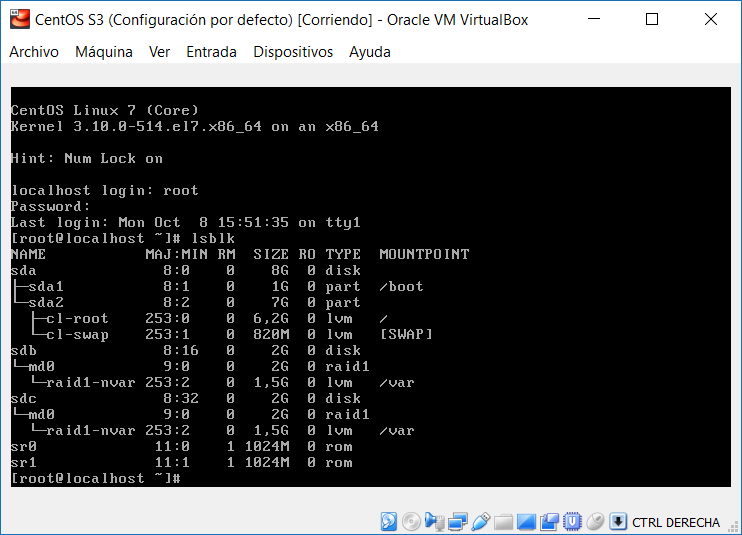 CentOS S3 (Configuración por defecto) [Corriendo] - Oracle VM VirtualBox
Archivo Máquina Ver Entrada Dispositivos Ayuda
CentOS Linux 7 (Core)
Kernel 3.10.0-514.el7.x86_64 on an x86_64
Hint: Num Lock on
localhost login: root
Password:
Last login: Mon Oct  8 15:51:35 on tty1
[root@localhost ~]# lsblk
NAME           MAJ:MIN RM  SIZE RO TYPE  MOUNTPOINT
sda              8:0    0    8G  0 disk
├─sda1           8:1    0    1G  0 part  /boot
└─sda2           8:2    0    7G  0 part
  ├─cl-root    253:0    0  6,2G  0 lvm   /
  └─cl-swap    253:1    0  820M  0 lvm   [SWAP]
sdb              8:16   0    2G  0 disk
└─md0            9:0    0    2G  0 raid1
  └─raid1-nvar 253:2    0  1,5G  0 lvm   /var
sdc              8:32   0    2G  0 disk
└─md0            9:0    0    2G  0 raid1
  └─raid1-nvar 253:2    0  1,5G  0 lvm   /var
sr0             11:0    1 1024M  0 rom
sr1             11:1    1 1024M  0 rom
[root@localhost ~]#
CTRL DERECHA